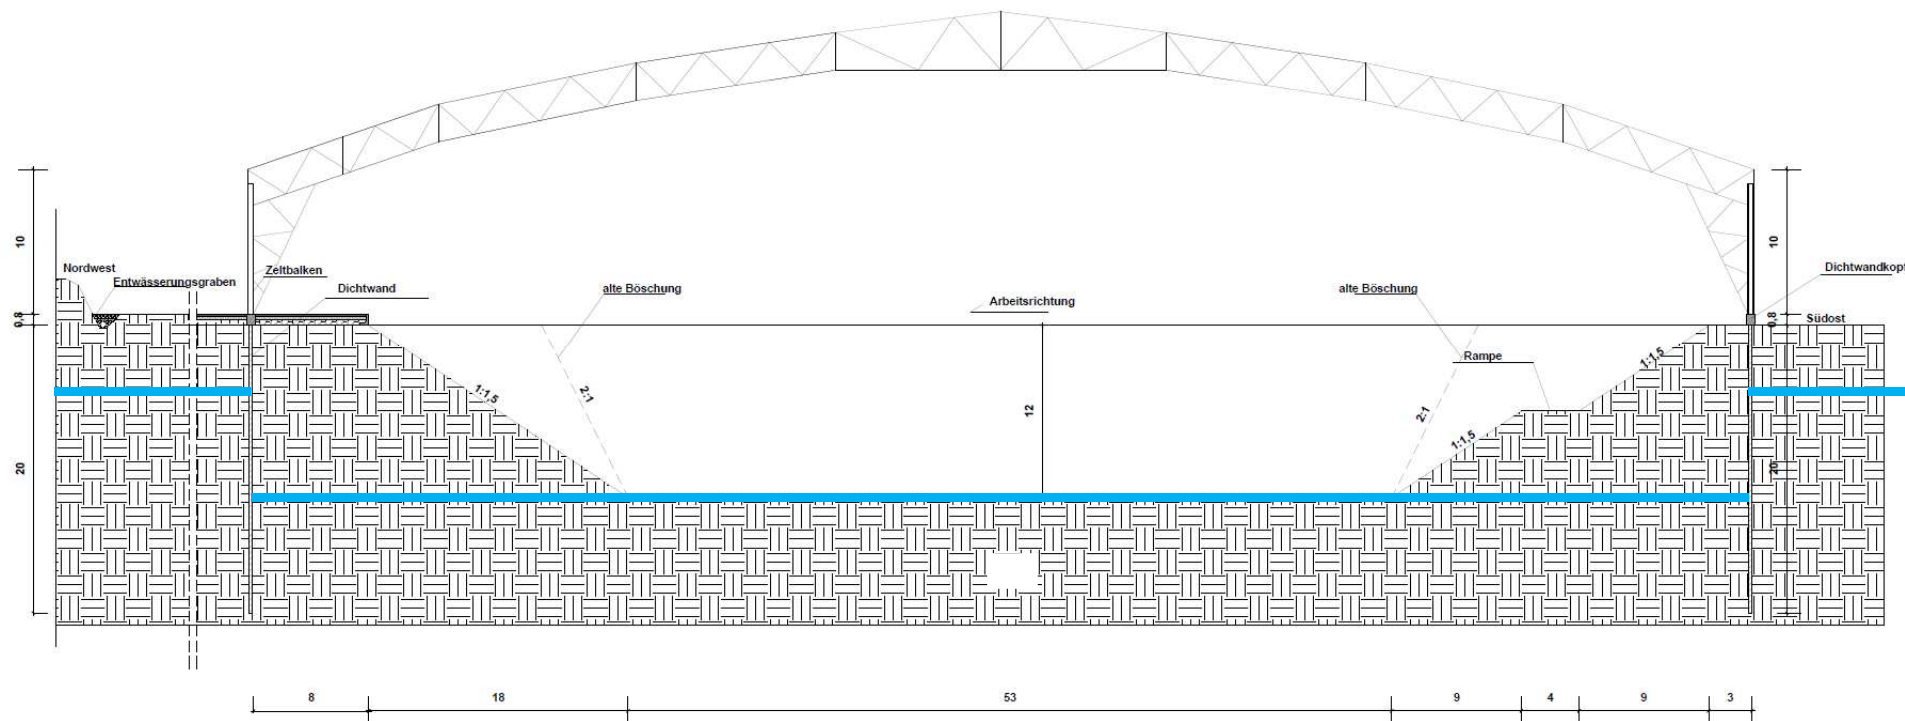 10
0,8
20
Nordwest
Entwässerungsgraben
Zeltbalken
Dichtwand
alte Böschung
Arbeitsrichtung
alte Böschung
Rampe
10
Dichtwandkopf
0,8
Südost
1:1,5
2:1
12
2:1
1:1,5
1:1,5
20
8
18
53
9
4
9
3